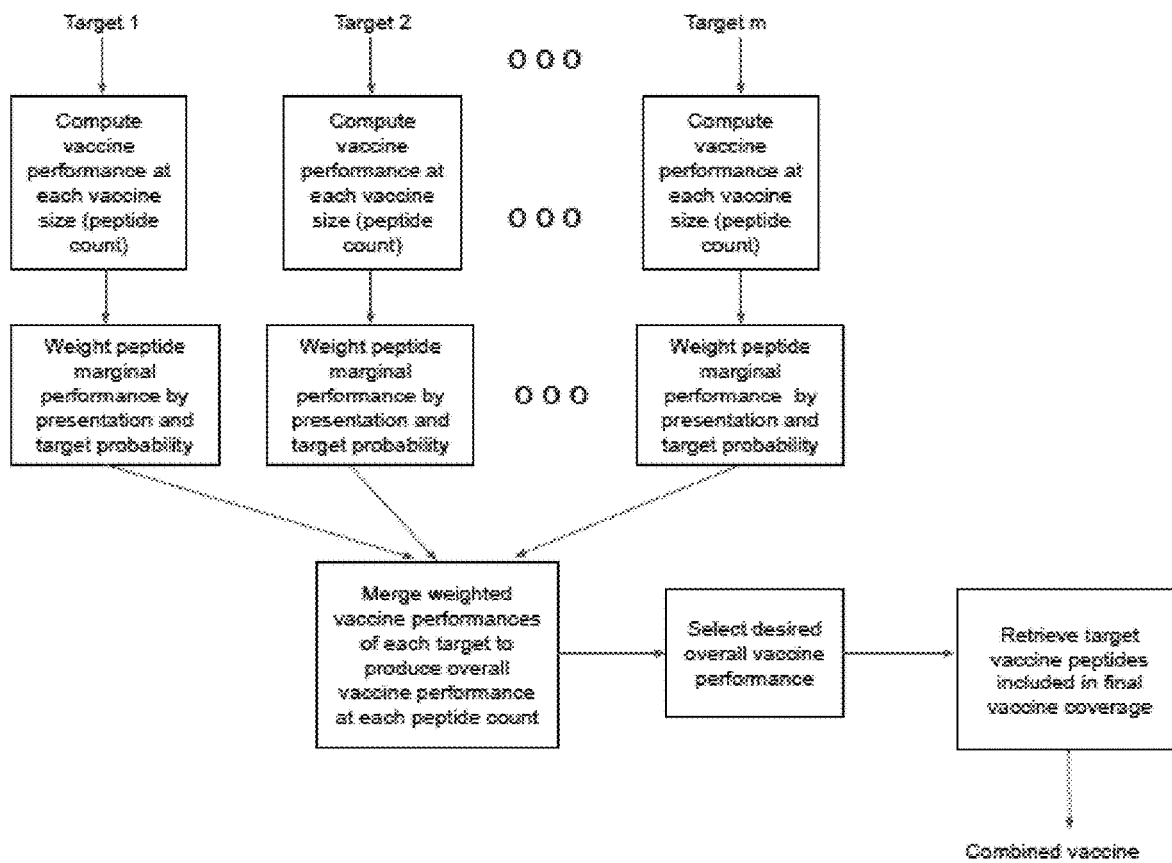 Target 1
Target 2
Target m
O O O
Compute
vaccine
performance at
each vaccine
size (peptide
count)
Compute
vaccine
performance at
each vaccine
size (peptide
count)
O O O
Compute
vaccine
performance at
each vaccine
size (peptide
count)
Weight peptide
marginal
performance by
presentation and
target probability
Weight peptide
marginal
performance by
presentation and
target probability
O O O
Weight peptide
marginal
performance by
presentation and
target probability
Merge weighted
vaccine performances
of each target to
produce overall
vaccine performance
at each peptide count
Select desired
overall vaccine
performance
Retrieve target
vaccine peptides
included in final
vaccine coverage
Combined vaccine